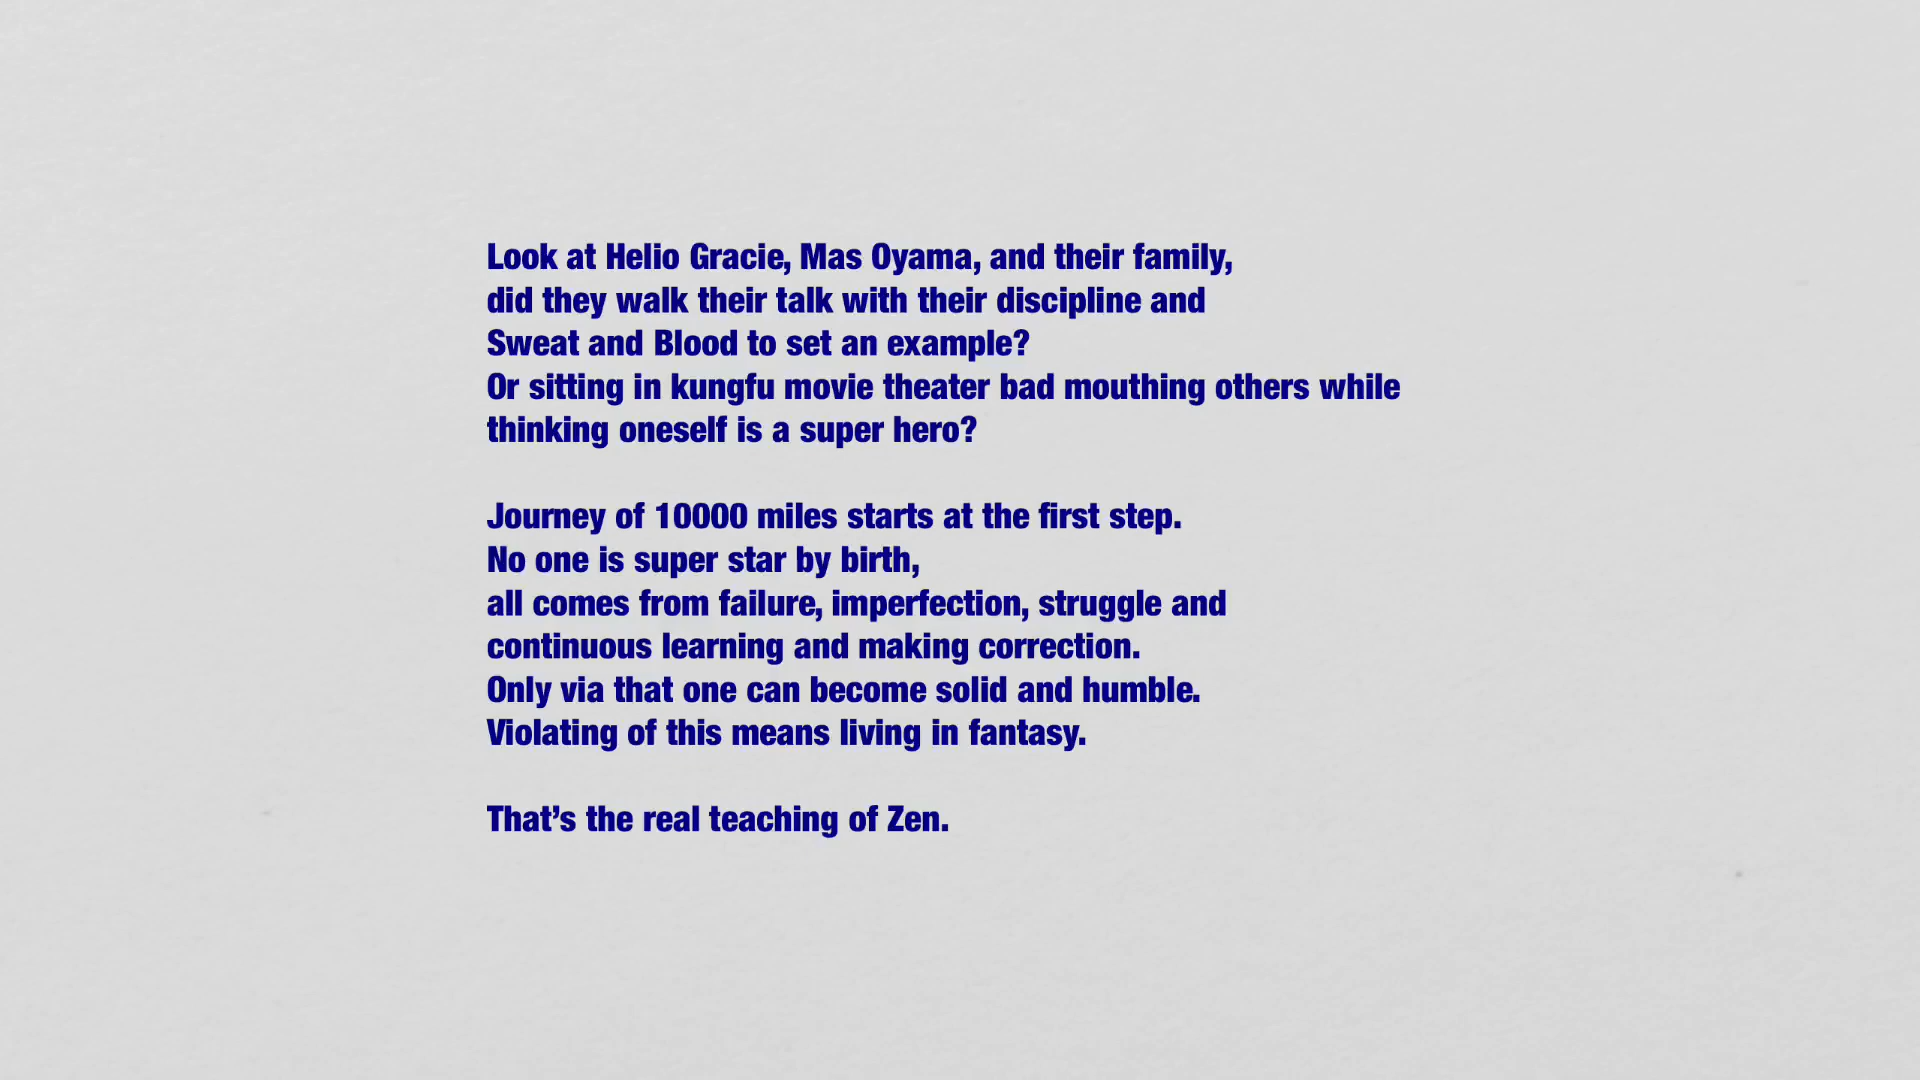 Look at Helio Gracie, Mas Oyama, and their family,
did they walk their talk with their discipline and
Sweat and Blood to set an example?
Or sitting in kungfu movie theater bad mouthing others while
thinking oneself is a super hero?
Journey of 10000 miles starts at the first step.
No one is super star by birth,
all comes from failure, imperfection, struggle and
continuous learning and making correction.
Only via that one can become solid and humble.
Violating of this means living in fantasy.
That’s the real teaching of Zen.